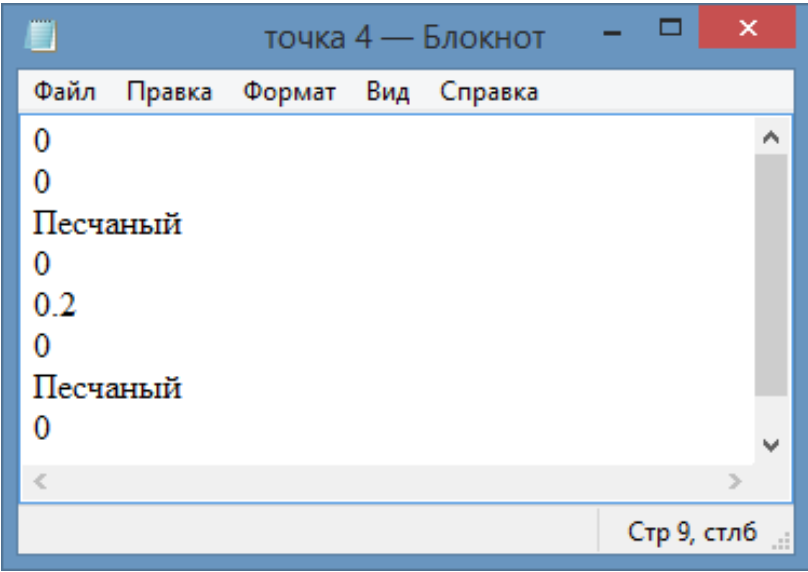 точка 4 — Блокнот
Файл Правка Формат Вид Справка
0
0
Песчаный
0
0.2
0
Песчаный
0
Стр 9, стлб